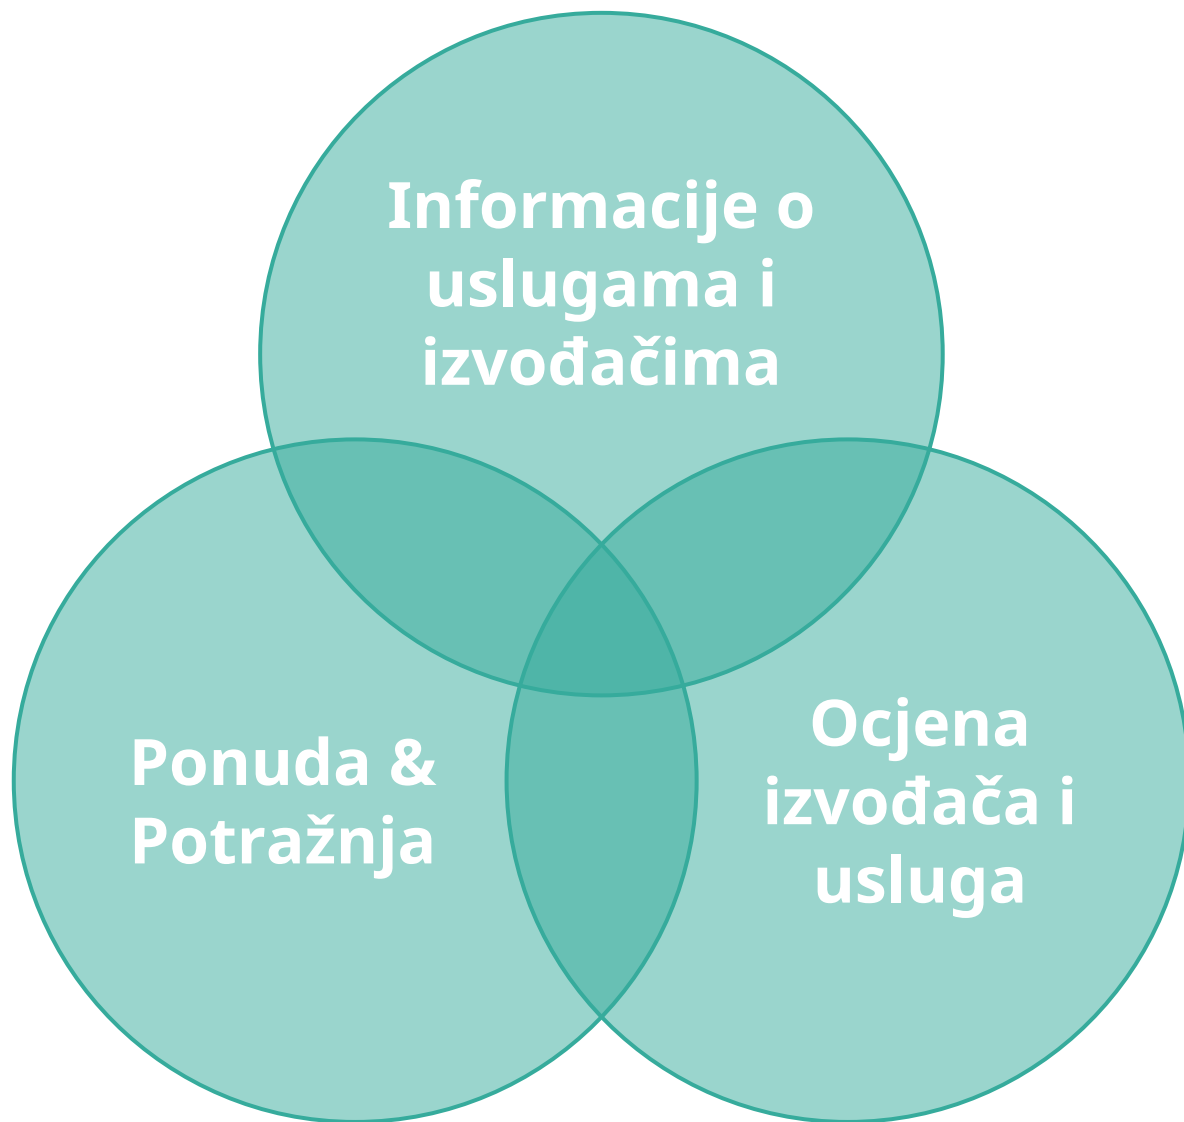 Informacije o
uslugama i
izvođačima
Ponuda &
Potražnja
Ocjena
izvođača i
usluga